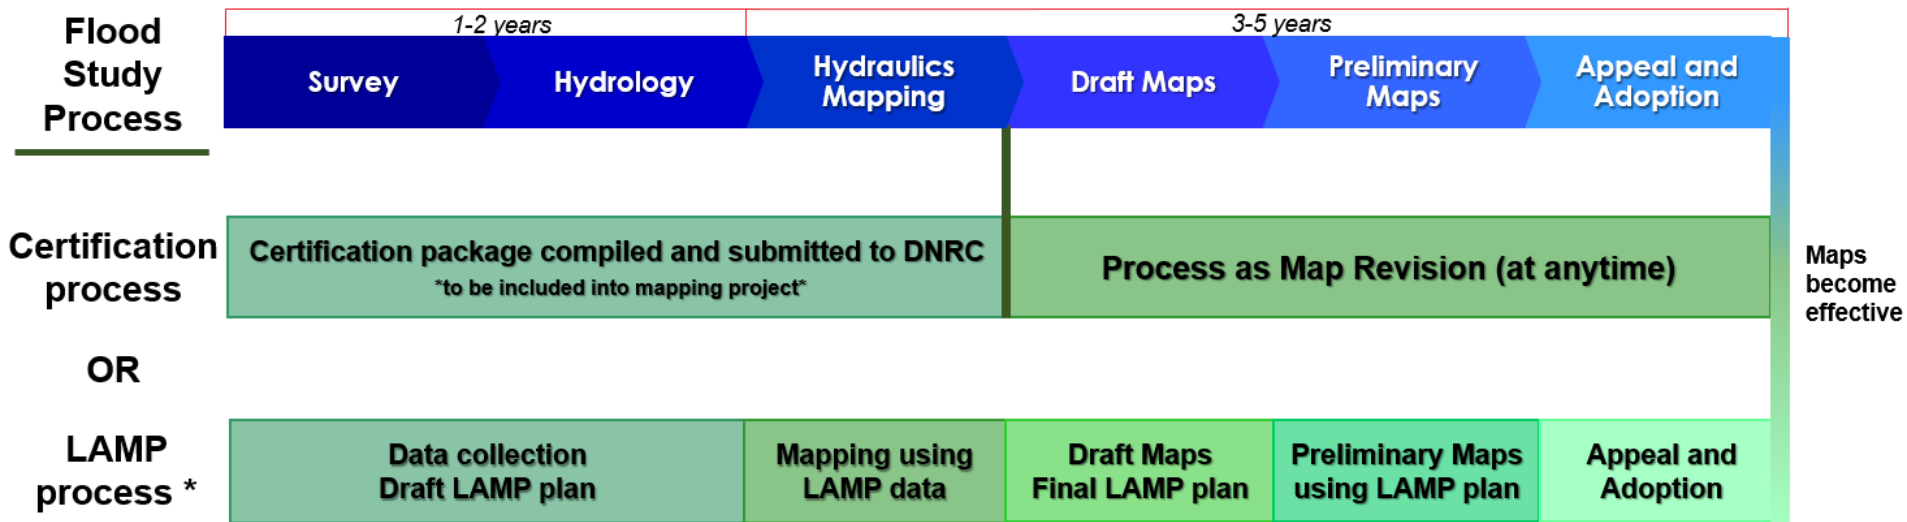 Flood
Study
Process
1-2 years
3-5 years
Survey
Hydrology
Hydraulics
Mapping
Draft Maps
Preliminary
Maps
Appeal and
Adoption
Certification
process
Certification package compiled and submitted to DNRC
*to be included into mapping project*
Process as Map Revision (at anytime)
Maps
become
effective
OR
LAMP
process *
Data collection
Draft LAMP plan
Mapping using
LAMP data
Draft Maps
Final LAMP plan
Preliminary Maps
using LAMP plan
Appeal and
Adoption